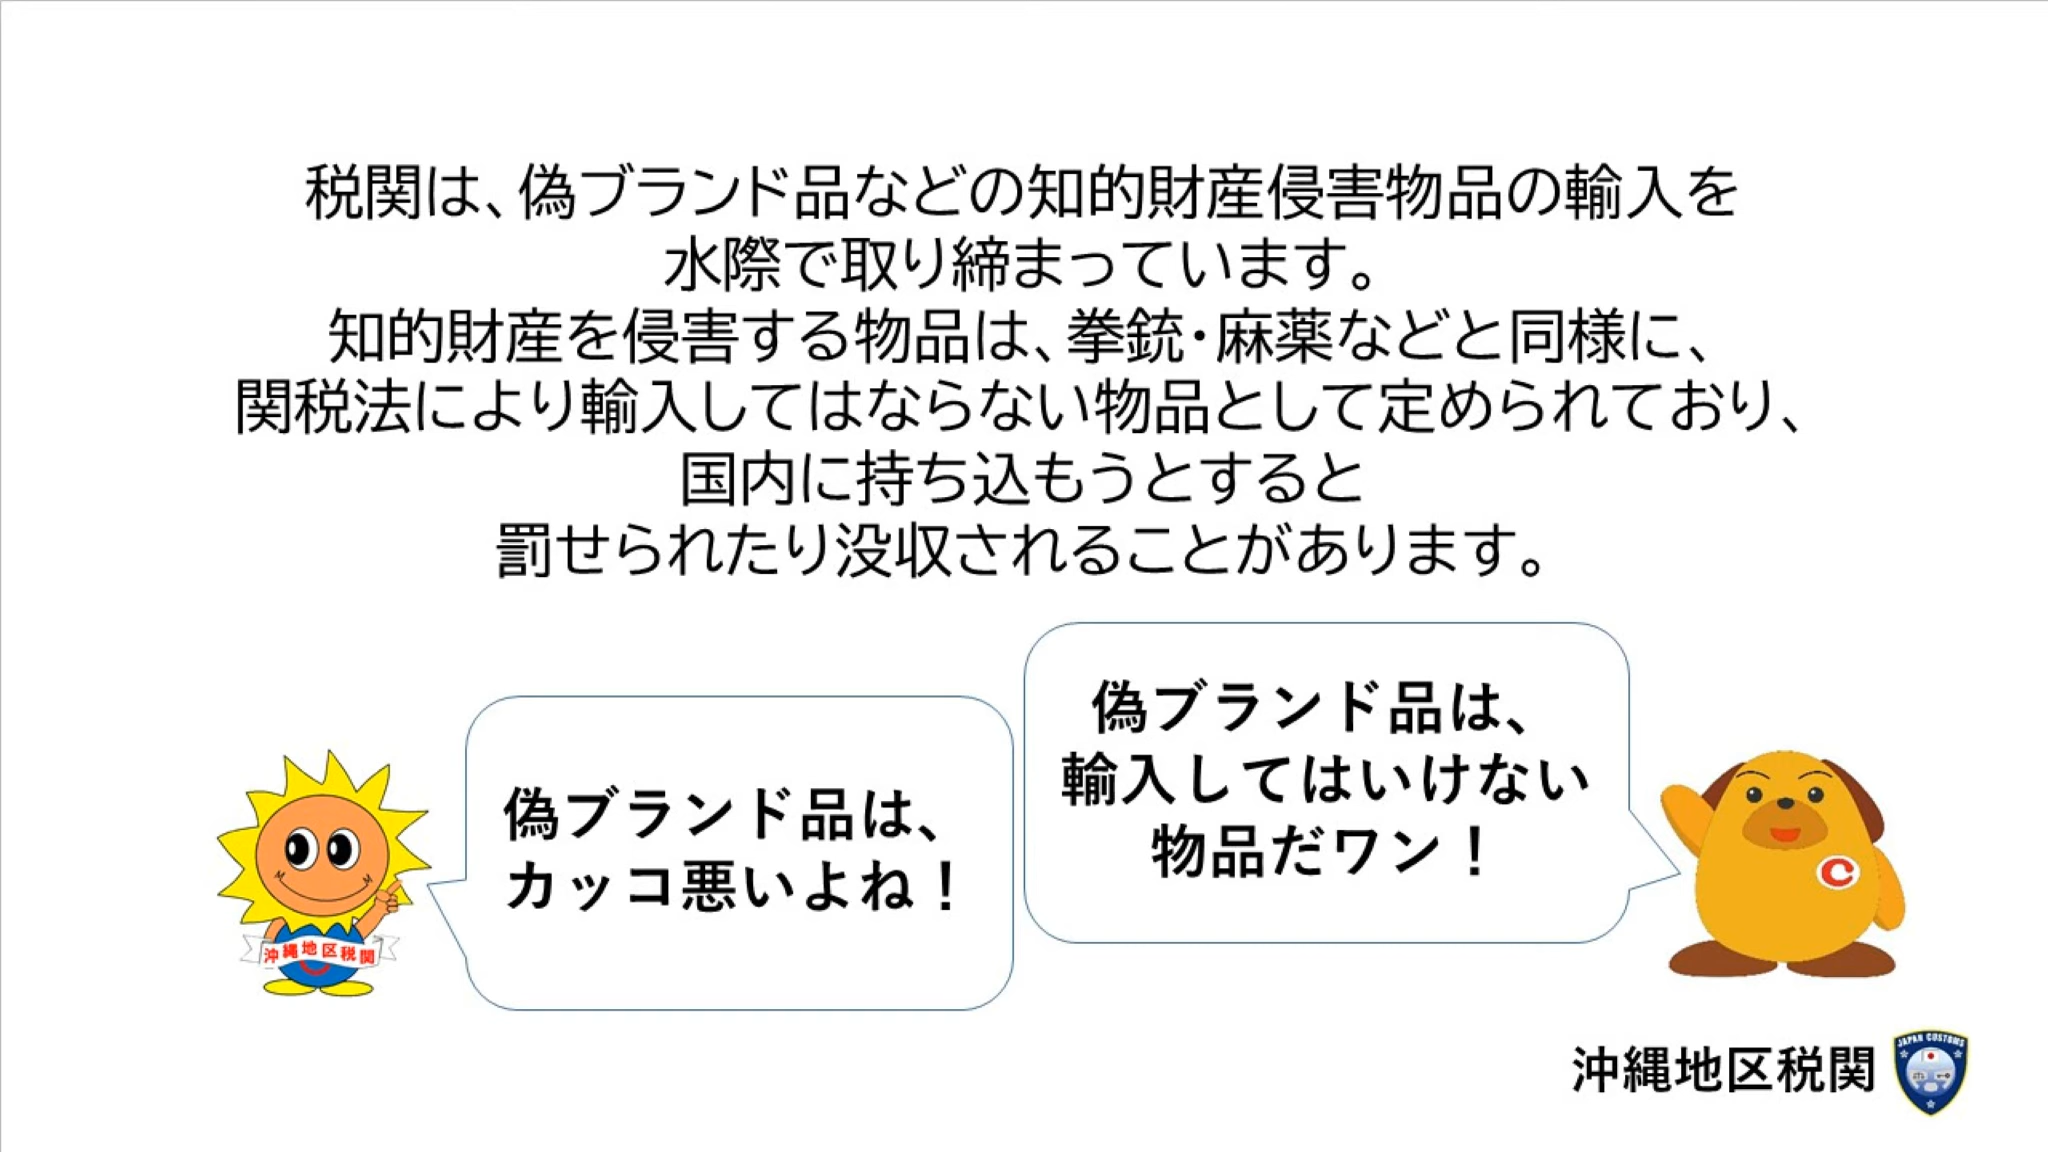 税関は、偽ブランド品などの知的財産侵害物品の輸入を
水際で取り締まっています。
知的財産を侵害する物品は、拳銃・麻薬などと同様に、
関税法により輸入してはならない物品として定められており、
国内に持ち込もうとすると
罰せられたり没収されることがあります。
偽ブランド品は、
カッコ悪いよね！
偽ブランド品は、
輸入してはいけない
物品だワン！
沖縄地区税関
C
沖縄地区税関
JAPAN CUSTOMS